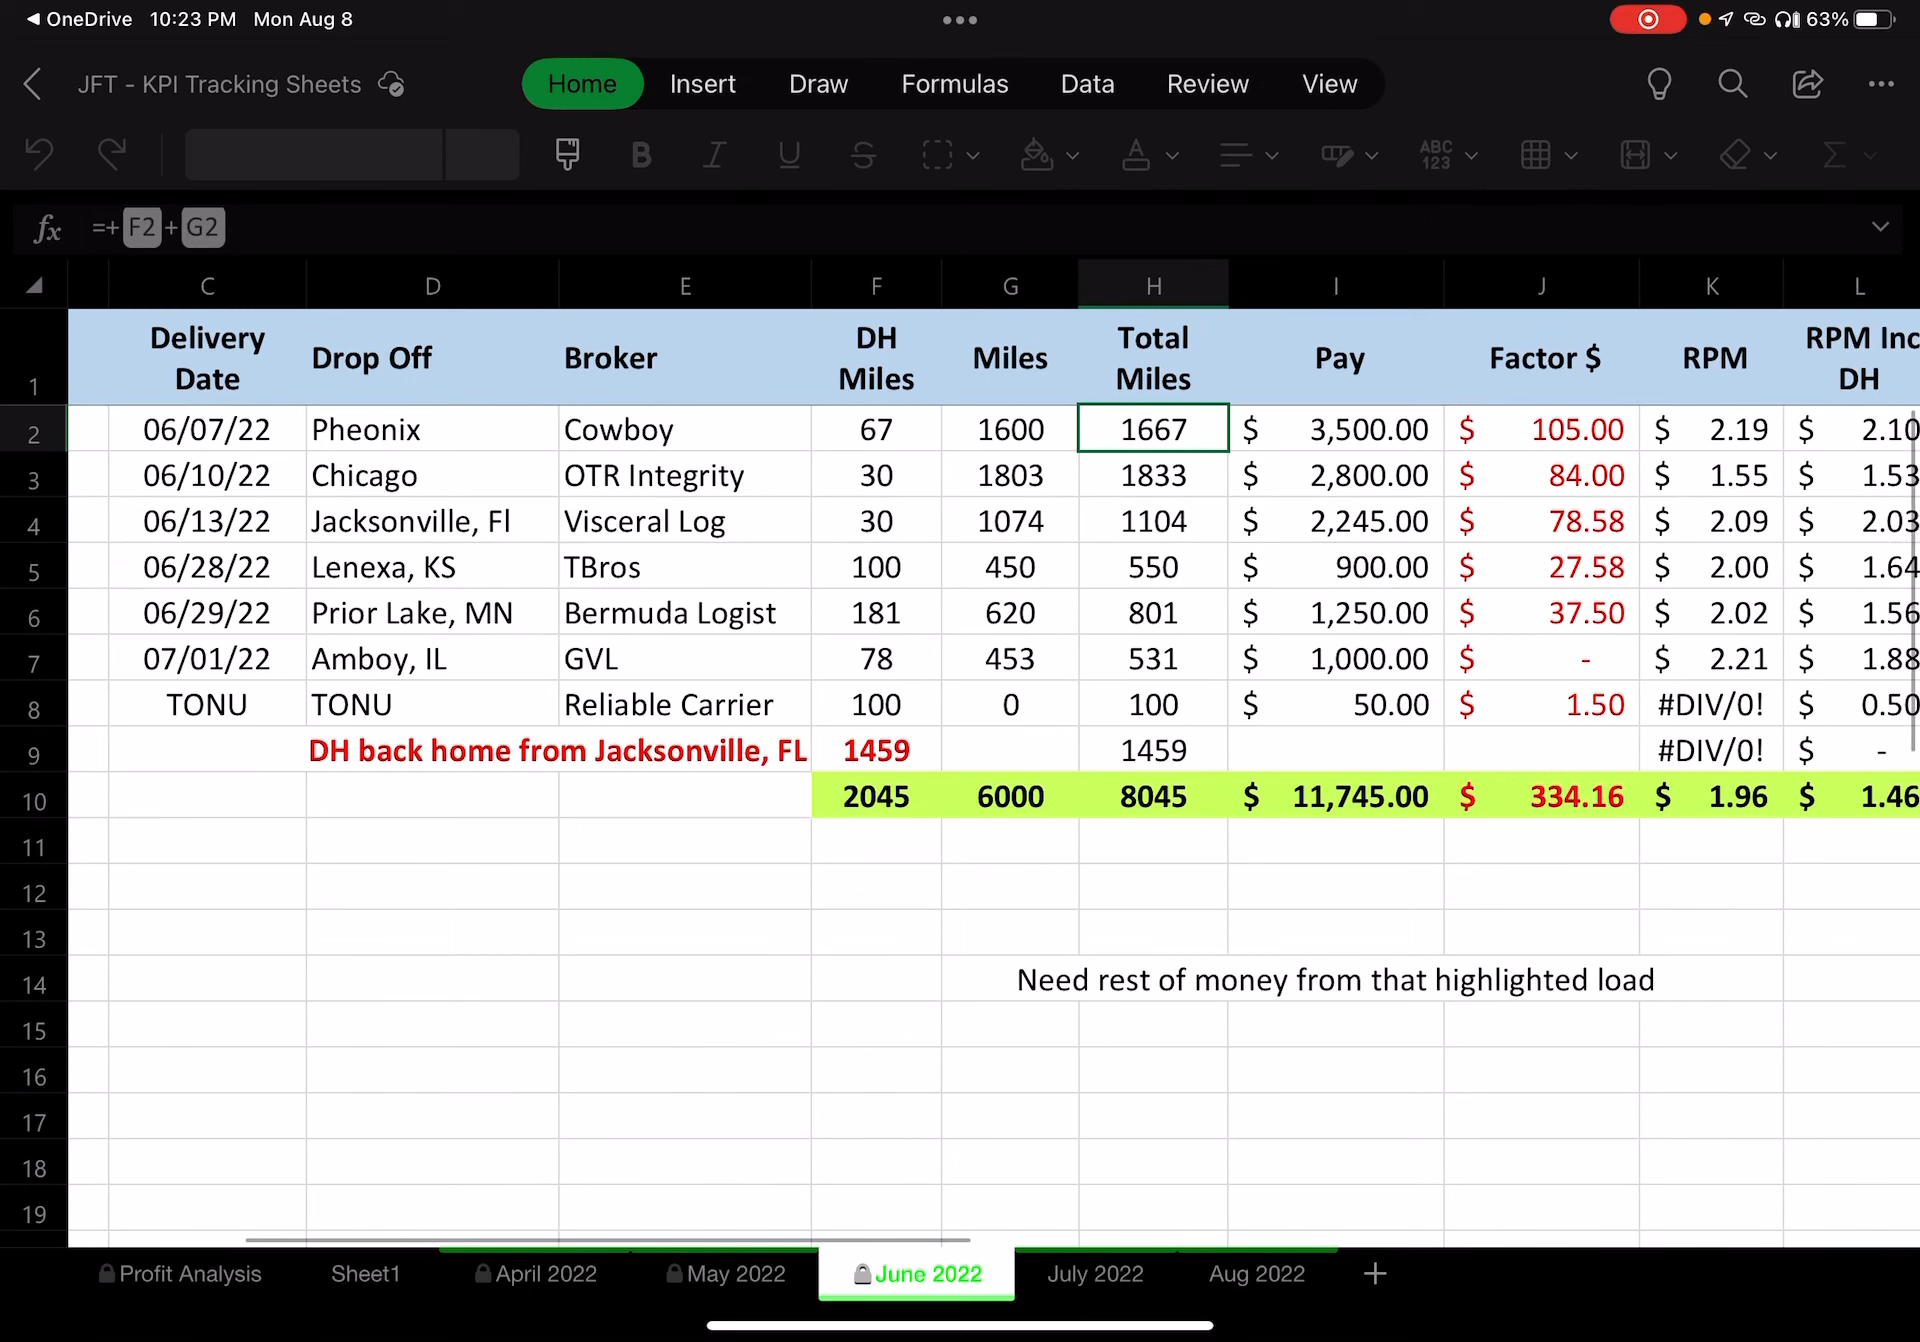 OneDrive 10:23 PM Mon Aug 8 63%
JFT - KPI Tracking Sheets Home Insert Draw Formulas Data Review View
B I U S A ABC 123 Σ
fx =+F2+G2
C D E F G H I J K L
1 Delivery Date Drop Off Broker DH Miles Miles Total Miles Pay Factor $ RPM RPM Inc DH
2 06/07/22 Pheonix Cowboy 67 1600 1667 $ 3,500.00 $ 105.00 $ 2.19 $ 2.10
3 06/10/22 Chicago OTR Integrity 30 1803 1833 $ 2,800.00 $ 84.00 $ 1.55 $ 1.53
4 06/13/22 Jacksonville, Fl Visceral Log 30 1074 1104 $ 2,245.00 $ 78.58 $ 2.09 $ 2.03
5 06/28/22 Lenexa, KS TBros 100 450 550 $ 900.00 $ 27.58 $ 2.00 $ 1.64
6 06/29/22 Prior Lake, MN Bermuda Logist 181 620 801 $ 1,250.00 $ 37.50 $ 2.02 $ 1.56
7 07/01/22 Amboy, IL GVL 78 453 531 $ 1,000.00 $ - $ 2.21 $ 1.88
8 TONU TONU Reliable Carrier 100 0 100 $ 50.00 $ 1.50 #DIV/0! $ 0.50
9 DH back home from Jacksonville, FL 1459 1459 #DIV/0! $ -
10 2045 6000 8045 $ 11,745.00 $ 334.16 $ 1.96 $ 1.46
11
12
13
14 Need rest of money from that highlighted load
15
16
17
18
19
Profit Analysis Sheet1 April 2022 May 2022 June 2022 July 2022 Aug 2022 +